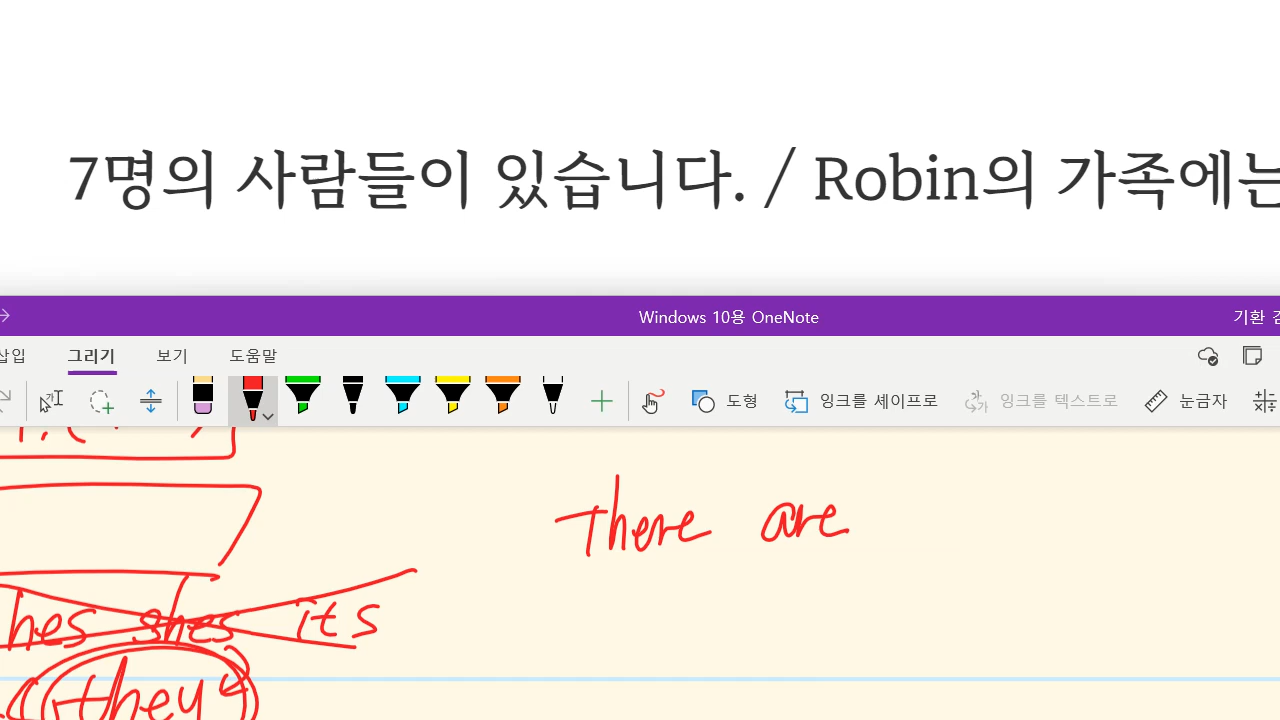 7명의 사람들이 있습니다. / Robin의 가족에는
Windows 10용 OneNote
기환
삽입 그리기 보기 도움말
도형 잉크를 셰이프로 잉크를 텍스트로 눈금자
There are
hes shes its
they